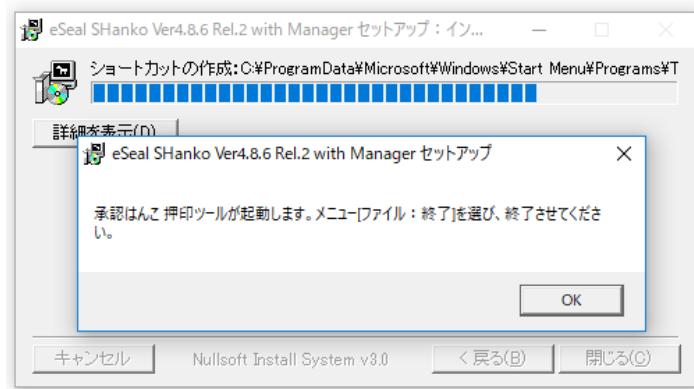 eSeal SHanko Ver4.8.6 Rel.2 with Manager セットアップ：イン...
ショートカットの作成：C:¥ProgramData¥Microsoft¥Windows¥Start Menu¥Programs¥T
詳細を表示(D)
eSeal SHanko Ver4.8.6 Rel.2 with Manager セットアップ
承認はんこ 押印ツールが起動します。メニュー[ファイル：終了]を選び、終了させてくださ
い。
OK
キャンセル
Nullsoft Install System v3.0
< 戻る(B)
閉じる(C)